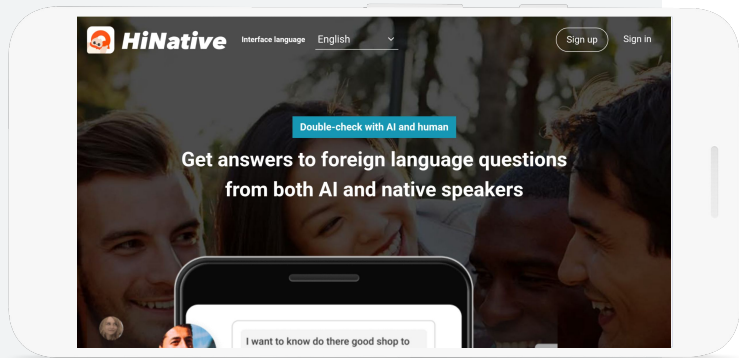 HiNative
Interface language
English
Sign up
Sign in
Double-check with AI and human
Get answers to foreign language questions
from both AI and native speakers
I want to know do there good shop to